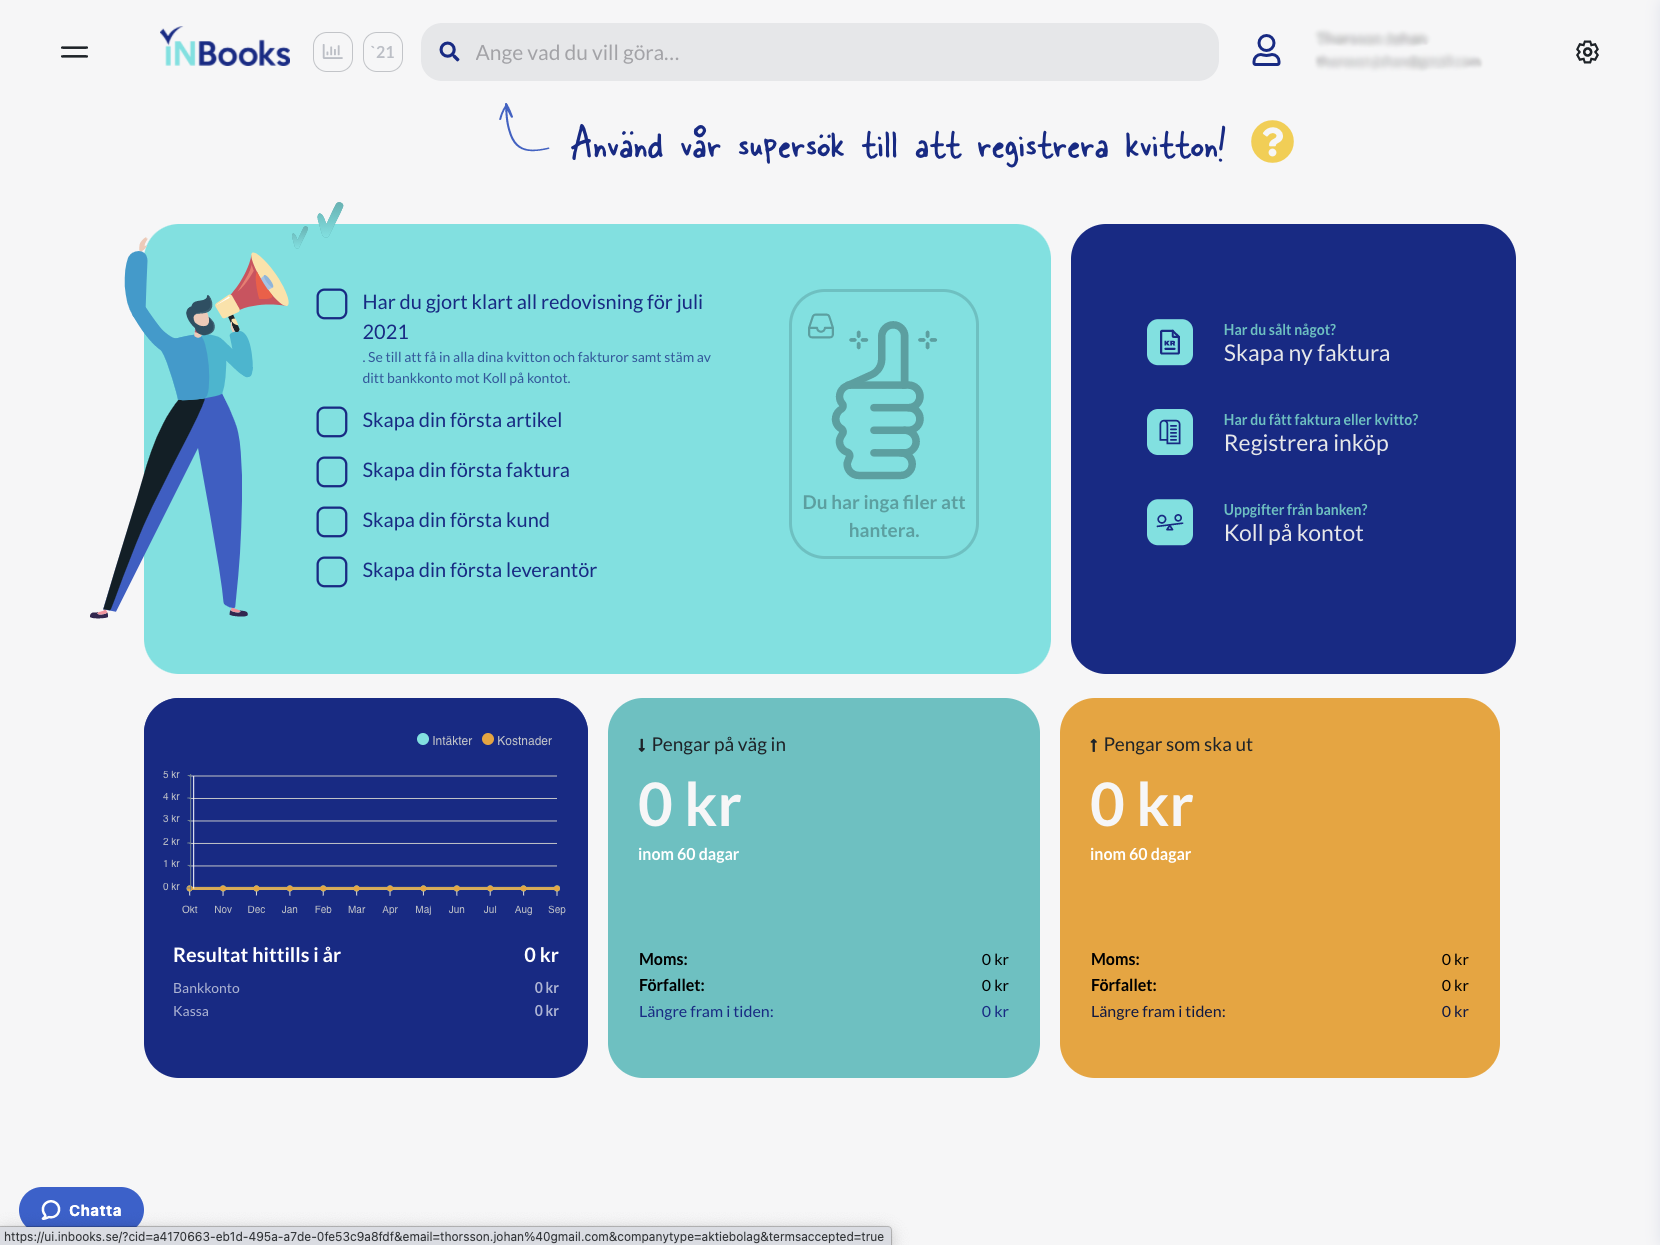 iNBooks
`21
Ange vad du vill göra...
Använd vår supersök till att registrera kvitton!
?
Har du gjort klart all redovisning för juli
2021
. Se till att få in alla dina kvitton och fakturor samt stäm av
ditt bankkonto mot Koll på kontot.
Skapa din första artikel
Skapa din första faktura
Skapa din första kund
Skapa din första leverantör
Du har inga filer att
hantera.
KR
Har du sålt något?
Skapa ny faktura
Har du fått faktura eller kvitto?
Registrera inköp
Uppgifter från banken?
Koll på kontot
Intäkter Kostnader
5 kr
4 kr
3 kr
2 kr
1 kr
0 kr
Okt Nov Dec Jan Feb Mar Apr Maj Jun Jul Aug Sep
Resultat hittills i år 0 kr
Bankkonto 0 kr
Kassa 0 kr
Pengar på väg in
0 kr
inom 60 dagar
Moms: 0 kr
Förfallet: 0 kr
Längre fram i tiden: 0 kr
Pengar som ska ut
0 kr
inom 60 dagar
Moms: 0 kr
Förfallet: 0 kr
Längre fram i tiden: 0 kr
Chatta
https://ui.inbooks.se/?cid=a4170663-eb1d-495a-a7de-0fe53c9a8fdf&email=thorsson.johan%40gmail.com&companytype=aktiebolag&termsaccepted=true